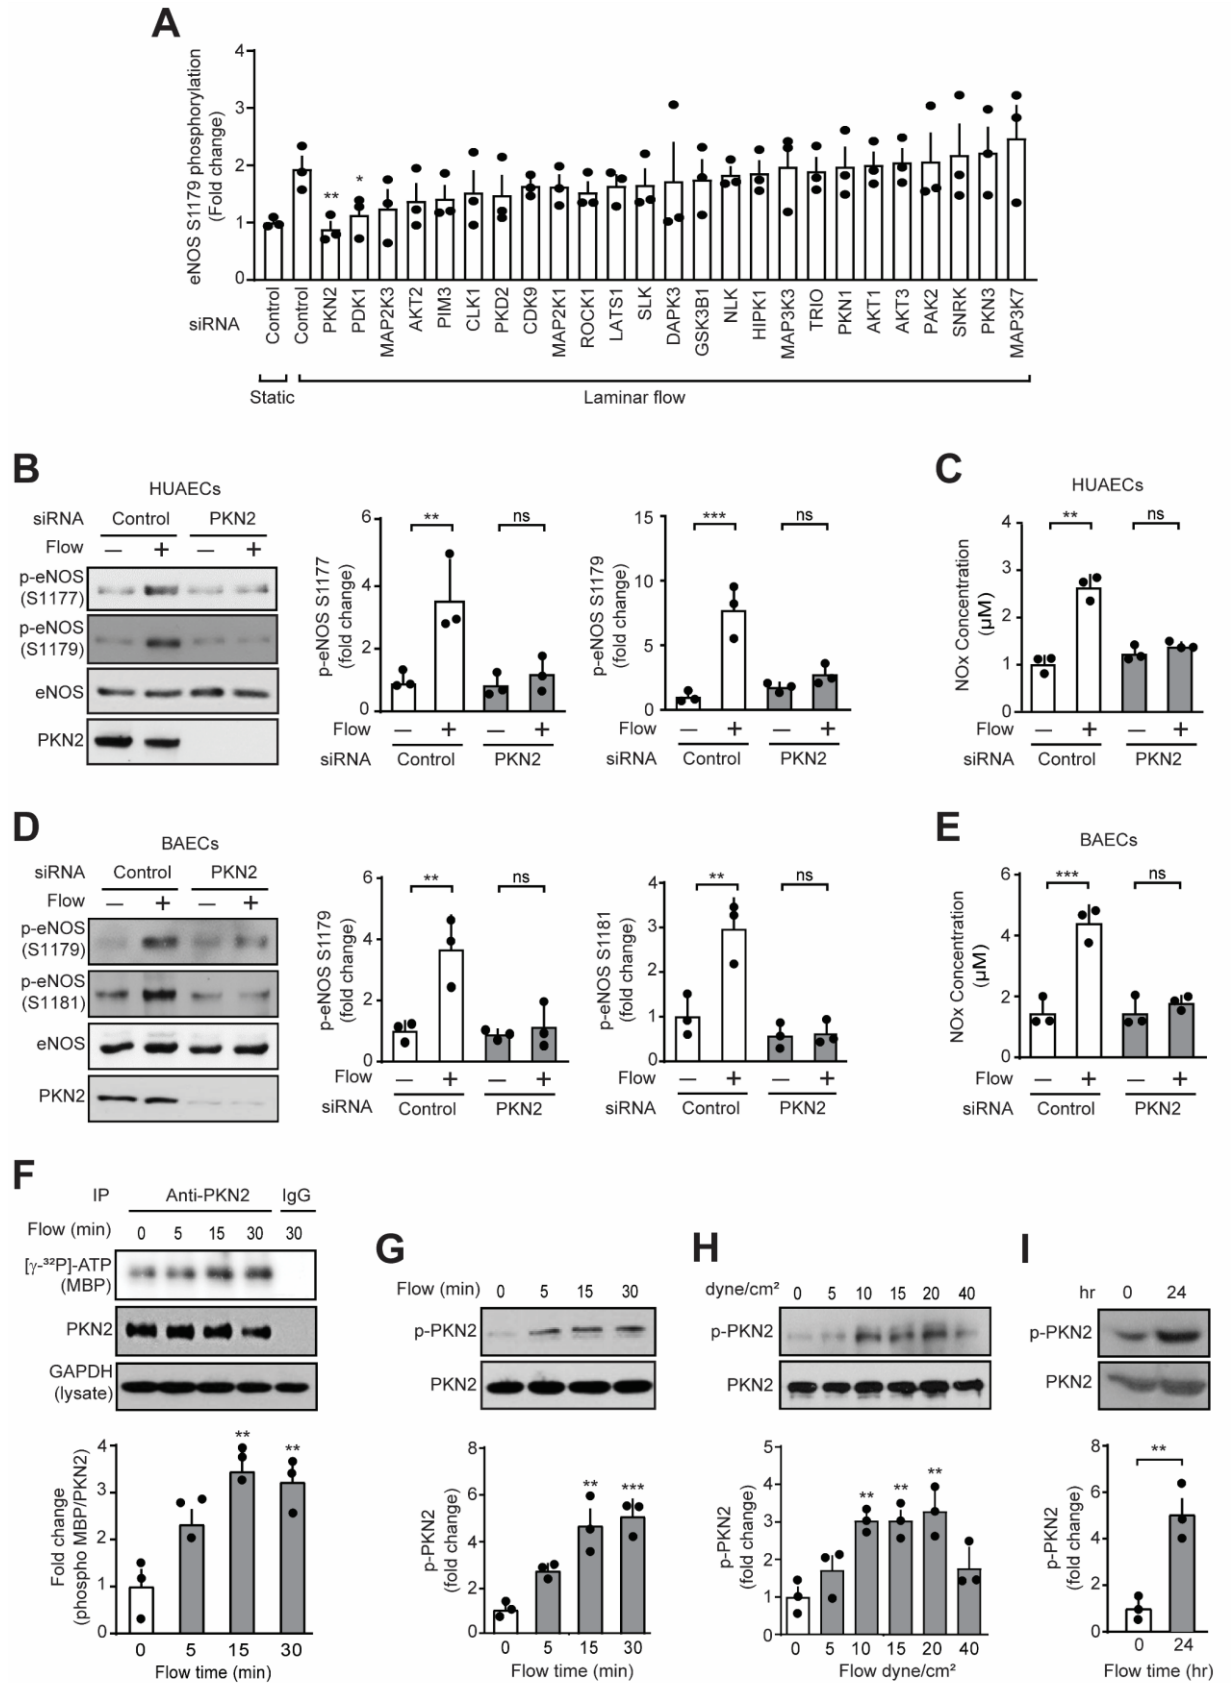 A
eNOS S1179 phosphorylation
(Fold change)
4
3
2
1
0
** *
siRNA
Control
Control
PKN2
PDK1
MAP2K3
AKT2
PIM3
CLK1
PKD2
CDK9
MAP2K1
ROCK1
LATS1
SLK
DAPK3
GSK3B1
NLK
HIPK1
MAP3K3
TRIO
PKN1
AKT1
AKT3
PAK2
SNRK
PKN3
MAP3K7
Static Laminar flow
B
HUAECs
siRNA Control PKN2
Flow — + — +
p-eNOS
(S1177)
p-eNOS
(S1179)
eNOS
PKN2
p-eNOS S1177
(fold change)
6
4
2
0
** ns
Flow — + — +
siRNA Control PKN2
p-eNOS S1179
(fold change)
15
10
5
0
*** ns
Flow — + — +
siRNA Control PKN2
C
HUAECs
NOx Concentration
(µM)
4
3
2
1
0
** ns
Flow — + — +
siRNA Control PKN2
D
BAECs
siRNA Control PKN2
Flow — + — +
p-eNOS
(S1179)
p-eNOS
(S1181)
eNOS
PKN2
p-eNOS S1179
(fold change)
6
4
2
0
** ns
Flow — + — +
siRNA Control PKN2
p-eNOS S1181
(fold change)
4
3
2
1
0
** ns
Flow — + — +
siRNA Control PKN2
E
BAECs
NOx Concentration
(µM)
6
4
2
0
*** ns
Flow — + — +
siRNA Control PKN2
F
IP Anti-PKN2 IgG
Flow (min) 0 5 15 30 30
[γ-³²P]-ATP
(MBP)
PKN2
GAPDH
(lysate)
Fold change
(phospho MBP/PKN2)
4
3
2
1
0
** **
0 5 15 30
Flow time (min)
G
Flow (min) 0 5 15 30
p-PKN2
PKN2
p-PKN2
(fold change)
8
6
4
2
0
** ***
0 5 15 30
Flow time (min)
H
dyne/cm² 0 5 10 15 20 40
p-PKN2
PKN2
p-PKN2
(fold change)
5
4
3
2
1
0
** ** **
0 5 10 15 20 40
Flow dyne/cm²
I
hr 0 24
p-PKN2
PKN2
p-PKN2
(fold change)
8
6
4
2
0
**
0 24
Flow time (hr)